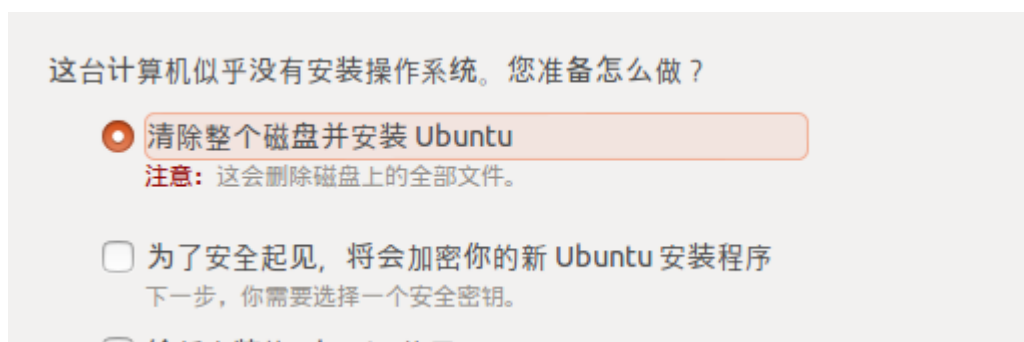 这台计算机似乎没有安装操作系统。您准备怎么做？
清除整个磁盘并安装 Ubuntu
注意：这会删除磁盘上的全部文件。
为了安全起见，将会加密你的新 Ubuntu 安装程序
下一步，你需要选择一个安全密钥。